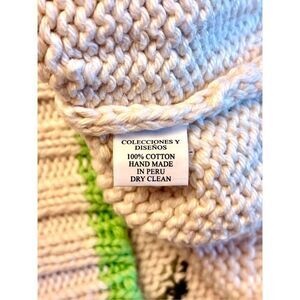 COLECCIONES Y
DISEÑOS
100% COTTON
HAND MADE
IN PERU
DRY CLEAN